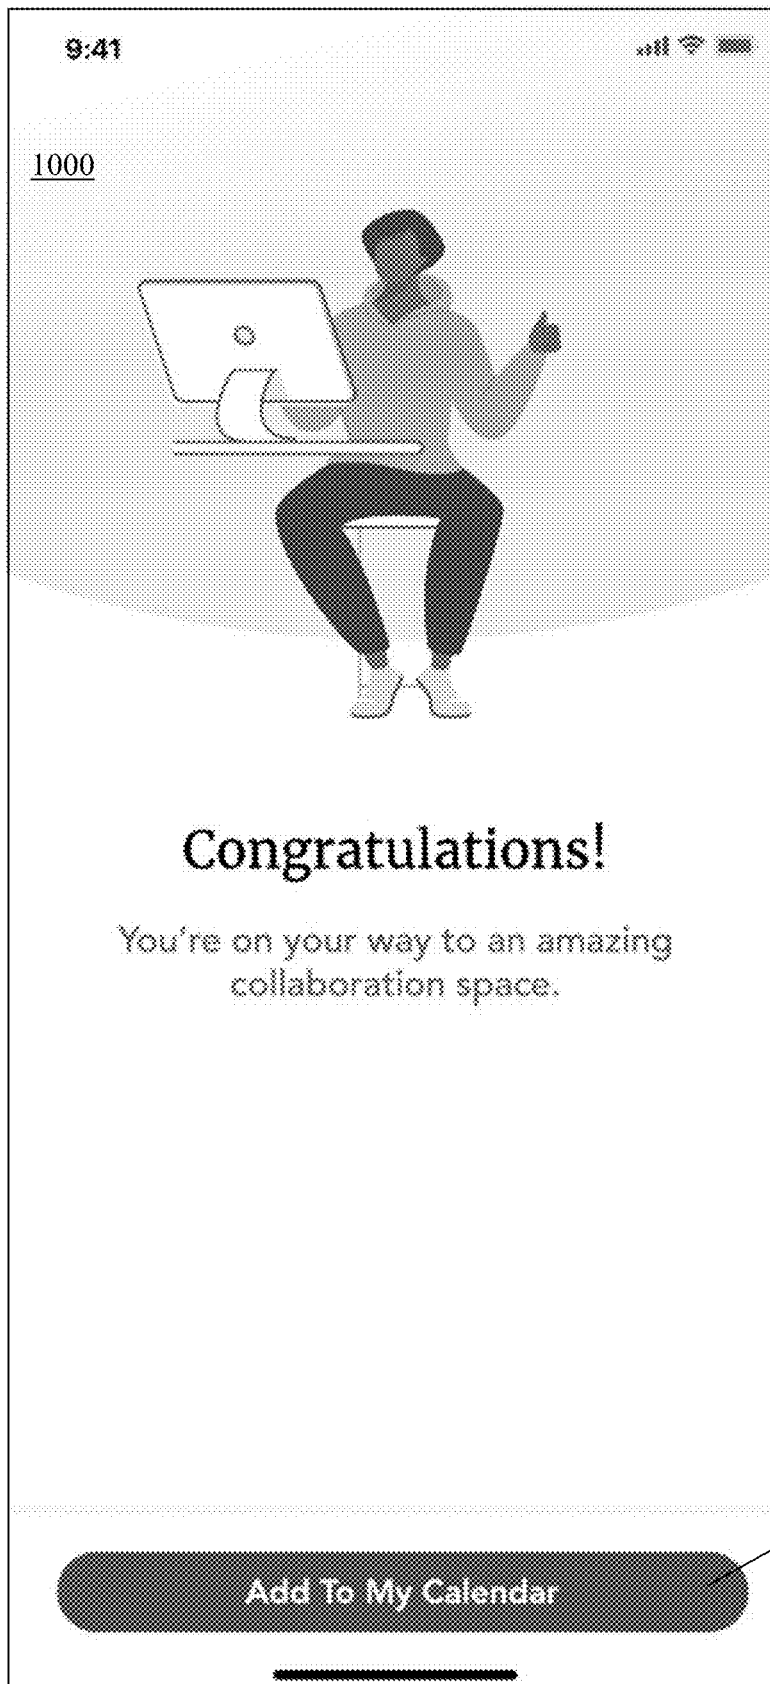 9:41
1000
Congratulations!
You're on your way to an amazing
collaboration space.
Add To My Calendar